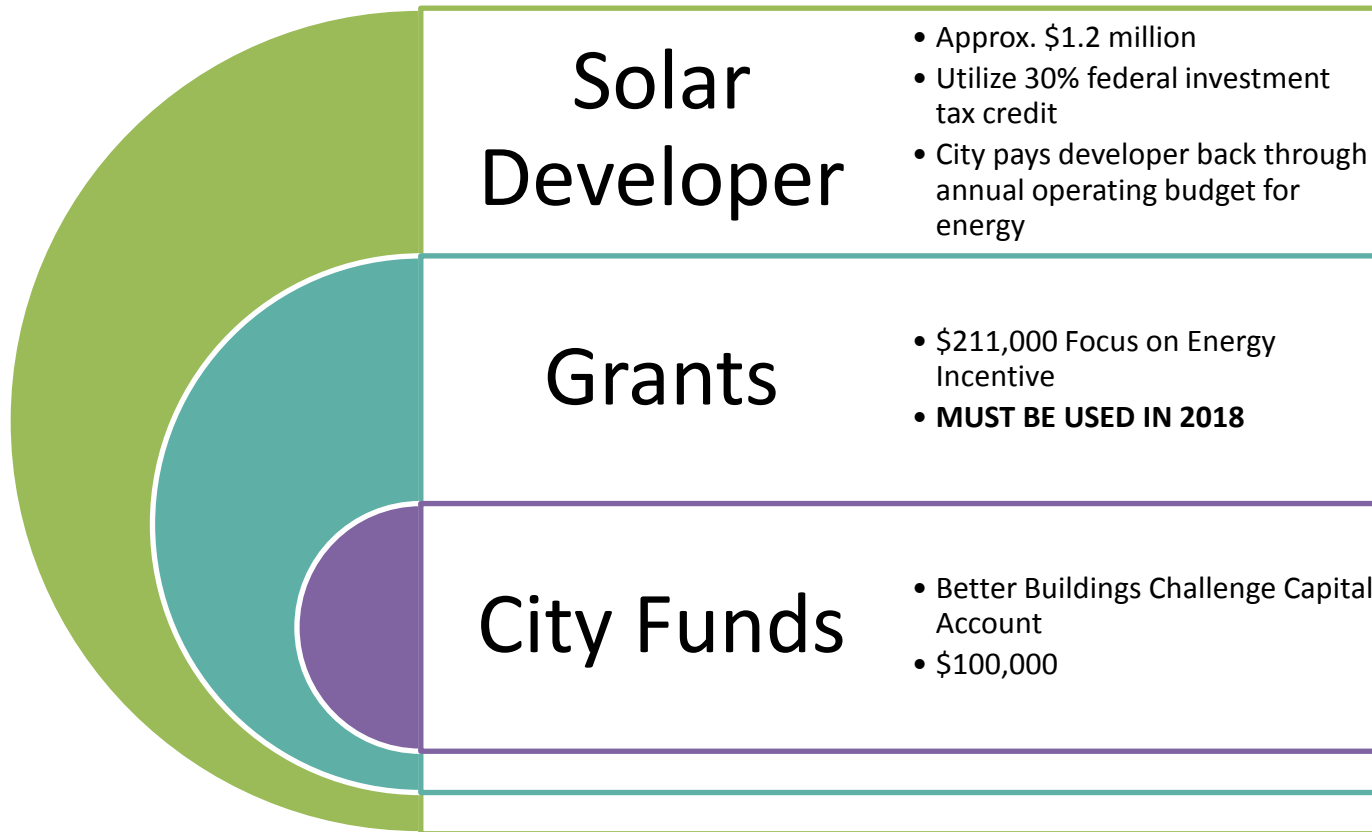 Solar
Developer
• Approx. $1.2 million
• Utilize 30% federal investment
tax credit
• City pays developer back through
annual operating budget for
energy
Grants
• $211,000 Focus on Energy
Incentive
• MUST BE USED IN 2018
City Funds
• Better Buildings Challenge Capital
Account
• $100,000